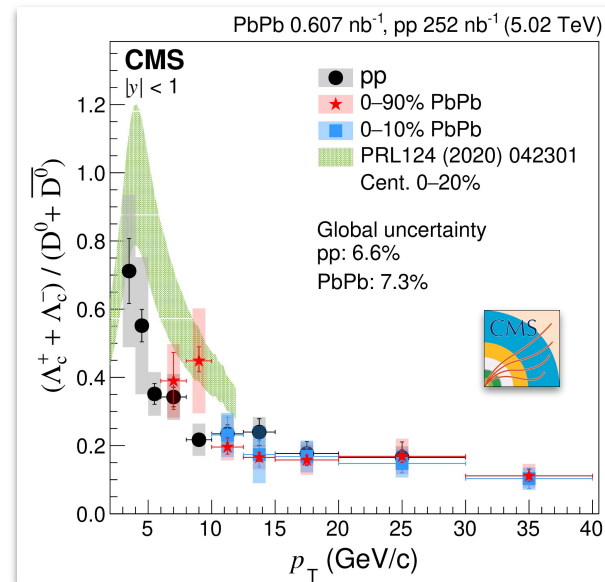 PbPb 0.607 nb⁻¹, pp 252 nb⁻¹ (5.02 TeV)
CMS
|y| < 1
pp
0–90% PbPb
0–10% PbPb
PRL124 (2020) 042301
Cent. 0–20%
Global uncertainty
pp: 6.6%
PbPb: 7.3%
CMS
(Λc⁺ + Λc⁻) / (D⁰ + D̅⁰)
1.2
1.0
0.8
0.6
0.4
0.2
0.0
5 10 15 20 25 30 35 40
pT (GeV/c)